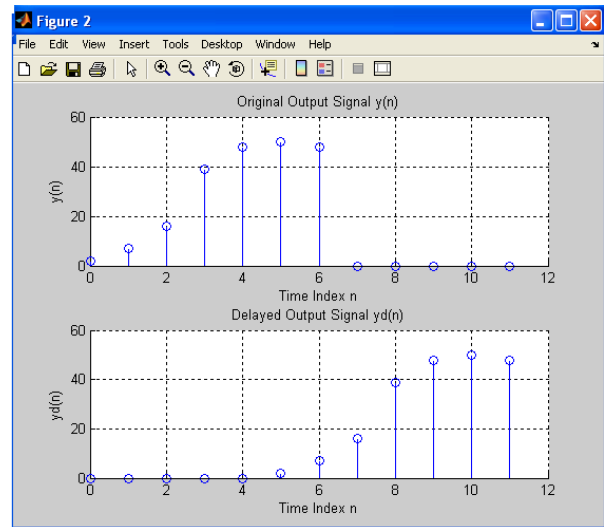 Figure 2
File Edit View Insert Tools Desktop Window Help
Original Output Signal y(n)
60
40
20
0
y(n)
0 2 4 6 8 10 12
Time Index n
Delayed Output Signal yd(n)
60
40
20
0
yd(n)
0 2 4 6 8 10 12
Time Index n